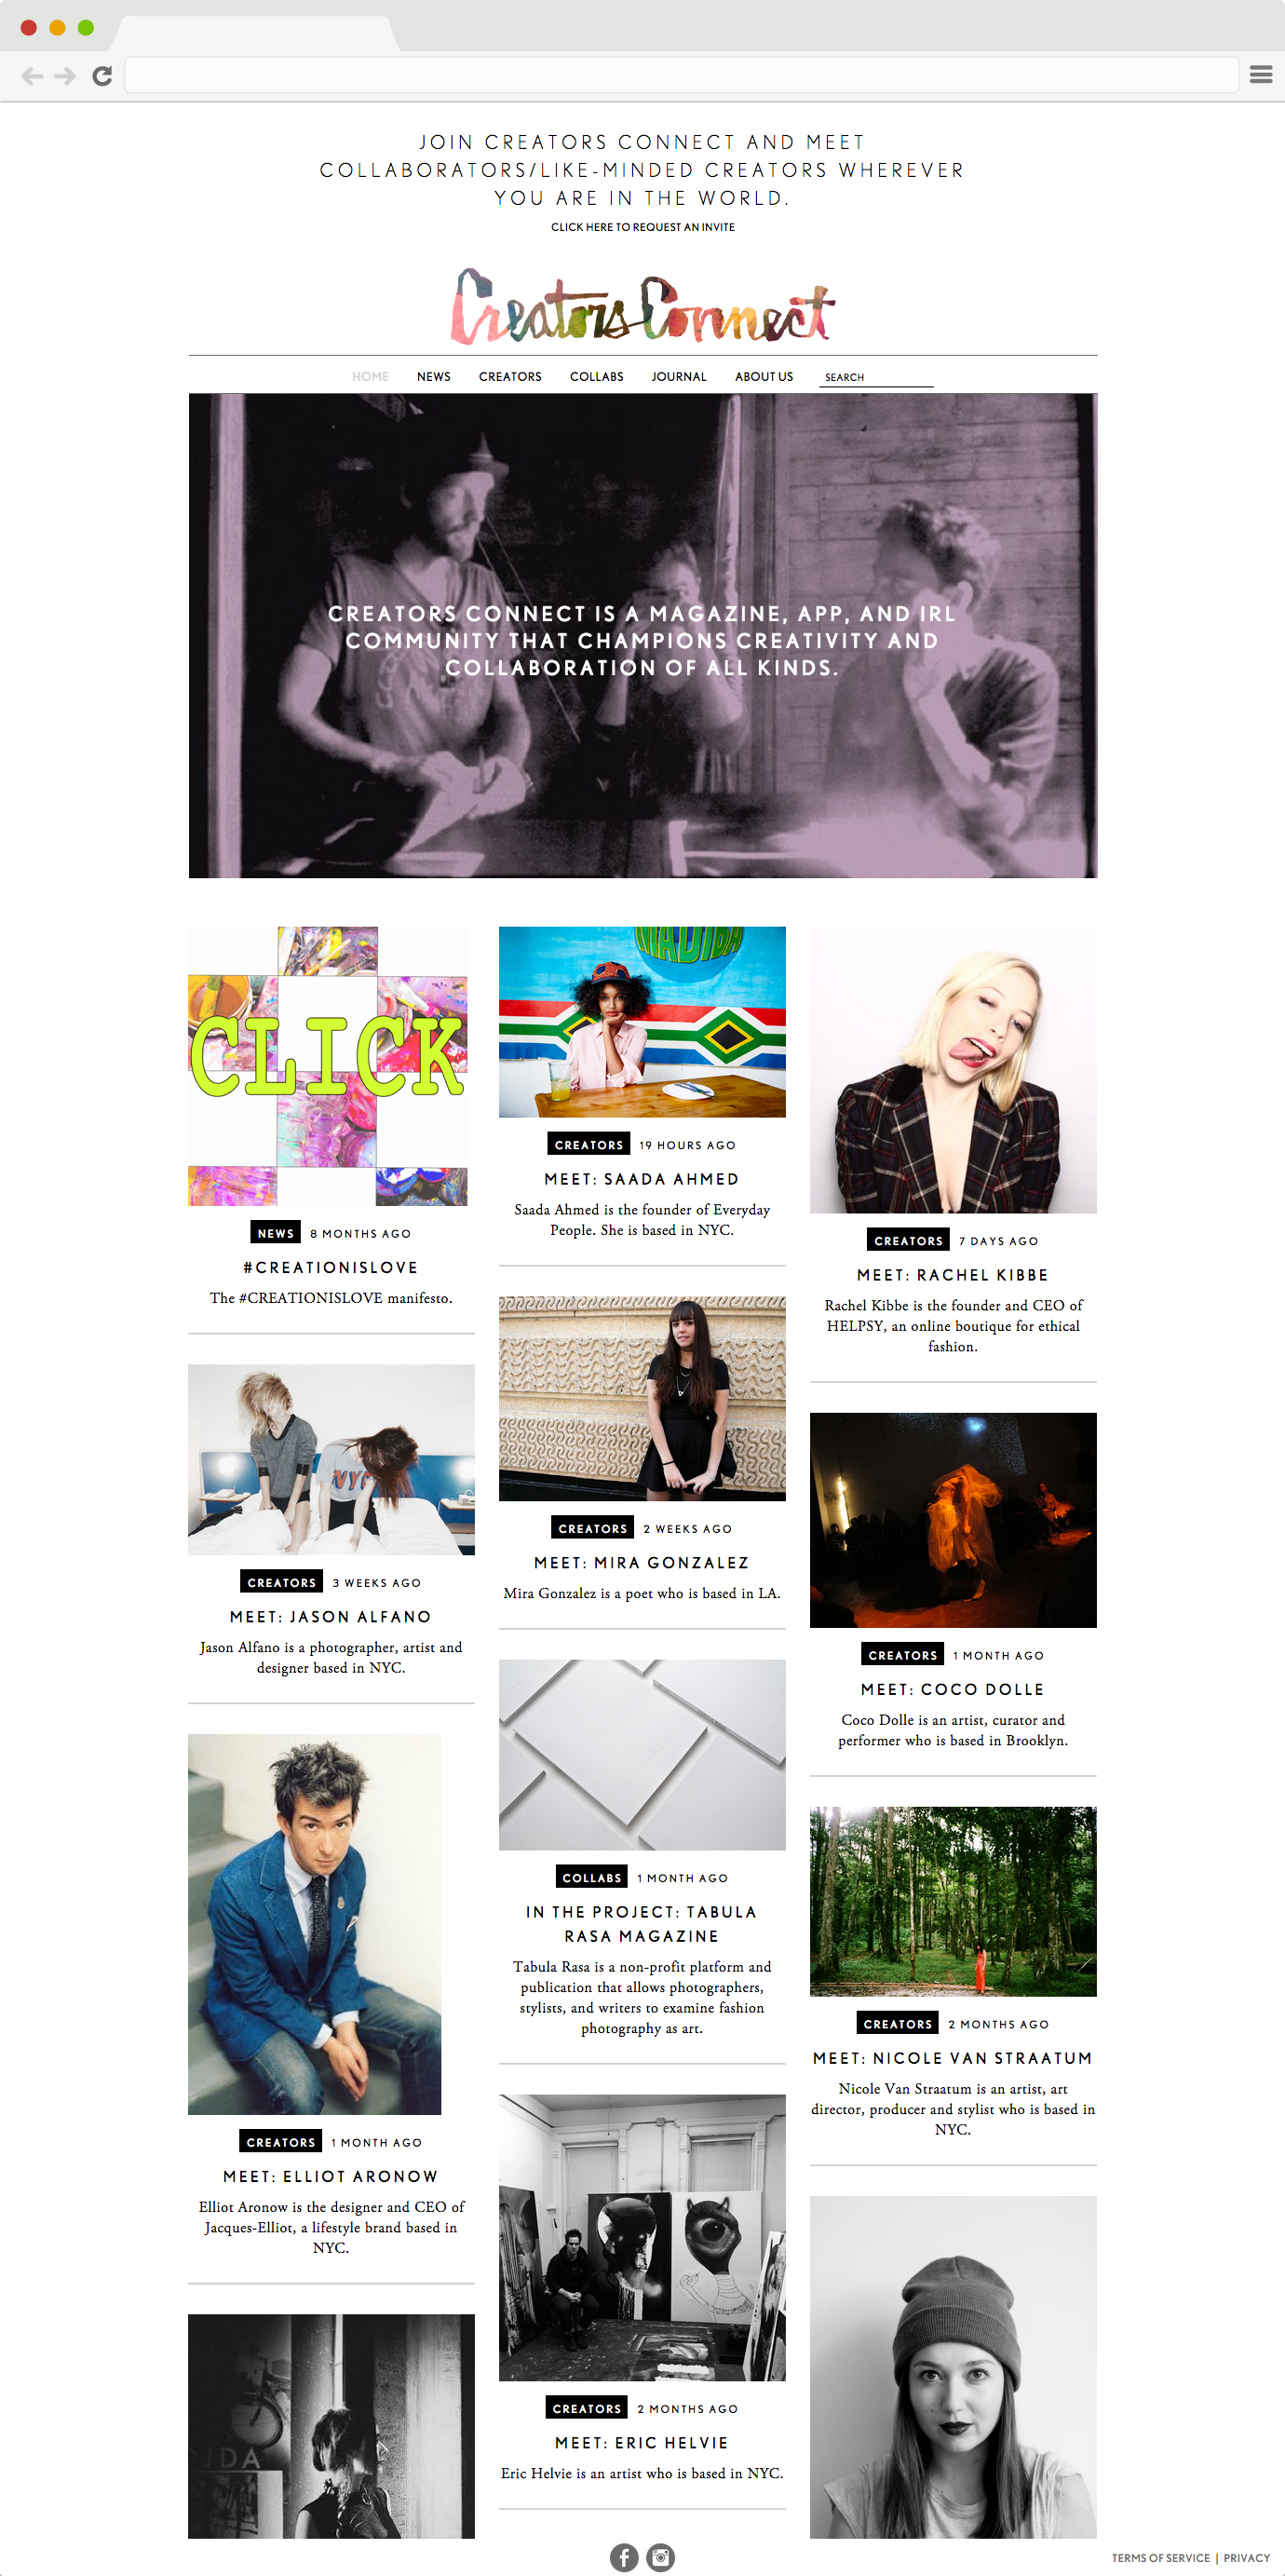 JOIN CREATORS CONNECT AND MEET
COLLABORATORS/LIKE-MINDED CREATORS WHEREVER
YOU ARE IN THE WORLD.
CLICK HERE TO REQUEST AN INVITE
Creators Connect
HOME NEWS CREATORS COLLABS JOURNAL ABOUT US SEARCH
CREATORS CONNECT IS A MAGAZINE, APP, AND IRL
COMMUNITY THAT CHAMPIONS CREATIVITY AND
COLLABORATION OF ALL KINDS.
CLICK
NEWS 8 MONTHS AGO
#CREATIONISLOVE
The #CREATIONISLOVE manifesto.
NYC
CREATORS 3 WEEKS AGO
MEET: JASON ALFANO
Jason Alfano is a photographer, artist and
designer based in NYC.
CREATORS 1 MONTH AGO
MEET: ELLIOT ARONOW
Elliot Aronow is the designer and CEO of
Jacques-Elliot, a lifestyle brand based in
NYC.
CREATORS 19 HOURS AGO
MEET: SAADA AHMED
Saada Ahmed is the founder of Everyday
People. She is based in NYC.
CREATORS 2 WEEKS AGO
MEET: MIRA GONZALEZ
Mira Gonzalez is a poet who is based in LA.
COLLABS 1 MONTH AGO
IN THE PROJECT: TABULA
RASA MAGAZINE
Tabula Rasa is a non-profit platform and
publication that allows photographers,
stylists, and writers to examine fashion
photography as art.
CREATORS 2 MONTHS AGO
MEET: ERIC HELVIE
Eric Helvie is an artist who is based in NYC.
CREATORS 7 DAYS AGO
MEET: RACHEL KIBBE
Rachel Kibbe is the founder and CEO of
HELPSY, an online boutique for ethical
fashion.
CREATORS 1 MONTH AGO
MEET: COCO DOLLE
Coco Dolle is an artist, curator and
performer who is based in Brooklyn.
CREATORS 2 MONTHS AGO
MEET: NICOLE VAN STRAATUM
Nicole Van Straatum is an artist, art
director, producer and stylist who is based in
NYC.
TERMS OF SERVICE | PRIVACY